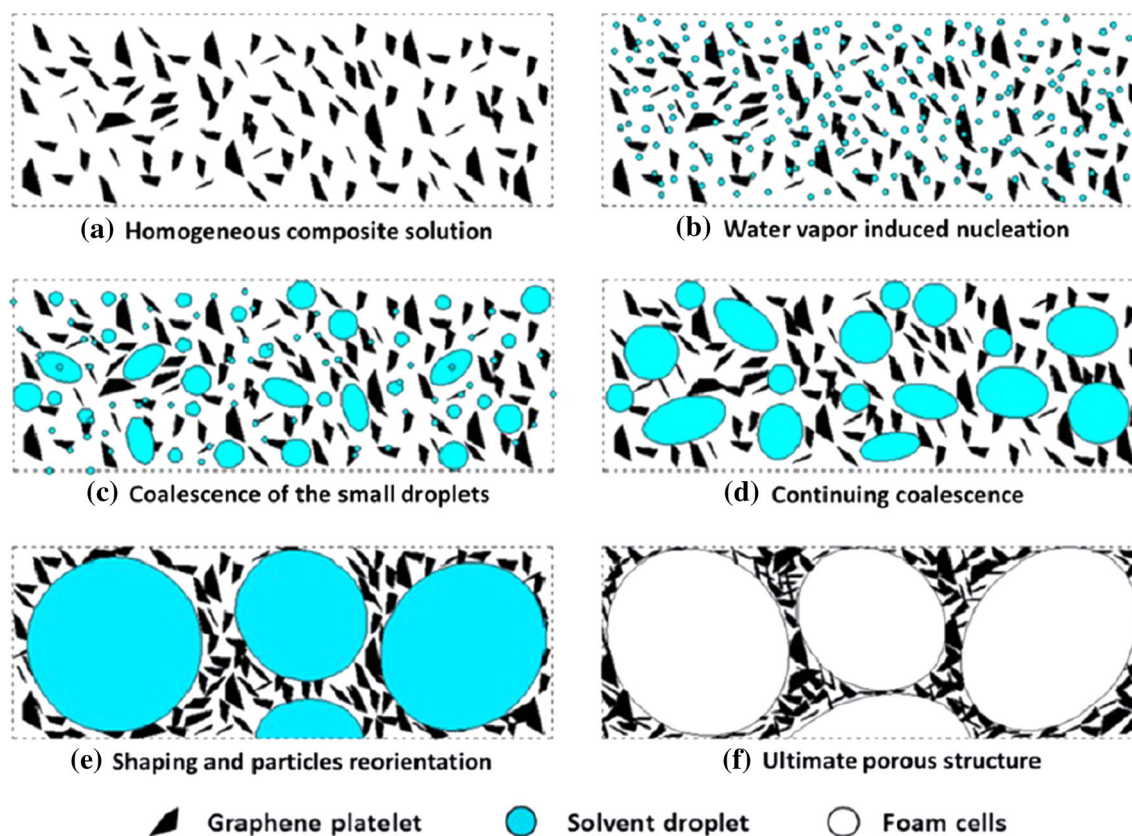 (a) Homogeneous composite solution
(b) Water vapor induced nucleation
(c) Coalescence of the small droplets
(d) Continuing coalescence
(e) Shaping and particles reorientation
(f) Ultimate porous structure
Graphene platelet Solvent droplet Foam cells